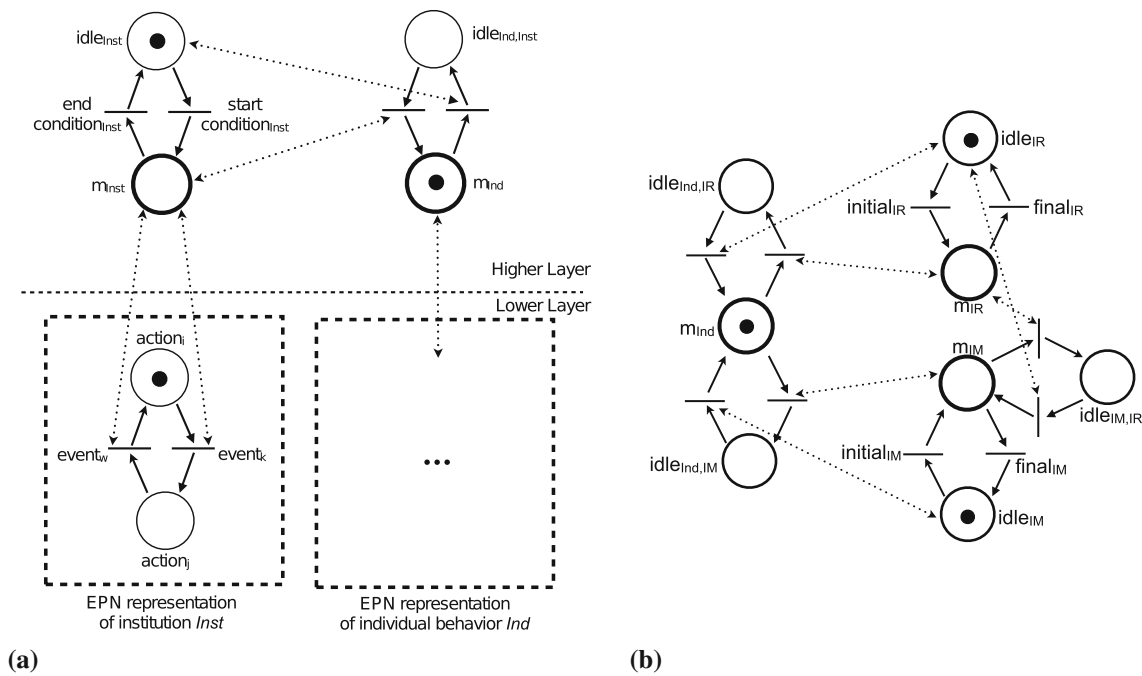 idleInst
idleInd,Inst
end
conditionInst
start
conditionInst
mInst
mInd
Higher Layer
Lower Layer
actioni
eventw
eventk
actionj
...
EPN representation
of institution Inst
EPN representation
of individual behavior Ind
(a)
idleIR
idleInd,IR
initialIR
finalIR
mIR
mInd
mIM
idleIM,IR
initialIM
finalIM
idleInd,IM
idleIM
(b)